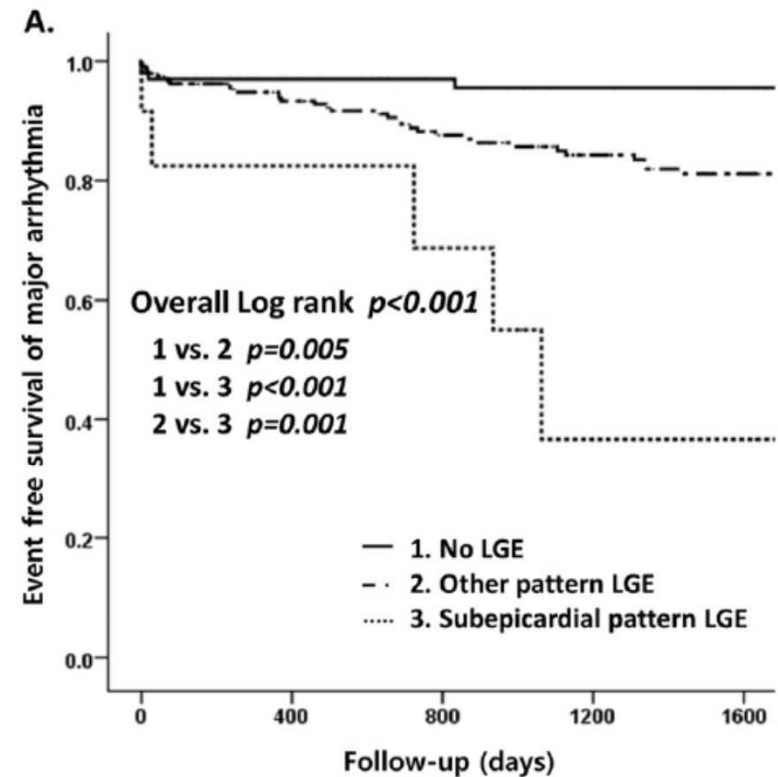 A.
Event free survival of major arrhythmia
1.0
0.8
0.6
0.4
0.2
0.0
Overall Log rank p<0.001
1 vs. 2 p=0.005
1 vs. 3 p<0.001
2 vs. 3 p=0.001
1. No LGE
2. Other pattern LGE
3. Subepicardial pattern LGE
0 400 800 1200 1600
Follow-up (days)